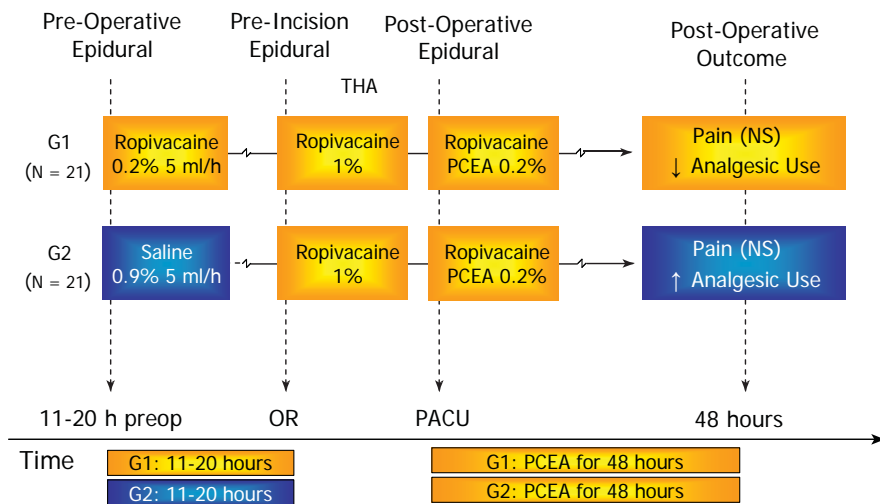 Pre-Operative
Epidural
Pre-Incision
Epidural
Post-Operative
Epidural
Post-Operative
Outcome
THA
G1
(N = 21)
Ropivacaine
0.2% 5 ml/h
Ropivacaine
1%
Ropivacaine
PCEA 0.2%
Pain (NS)
↓ Analgesic Use
G2
(N = 21)
Saline
0.9% 5 ml/h
Ropivacaine
1%
Ropivacaine
PCEA 0.2%
Pain (NS)
↑ Analgesic Use
11-20 h preop
OR
PACU
48 hours
Time
G1: 11-20 hours
G1: PCEA for 48 hours
G2: 11-20 hours
G2: PCEA for 48 hours